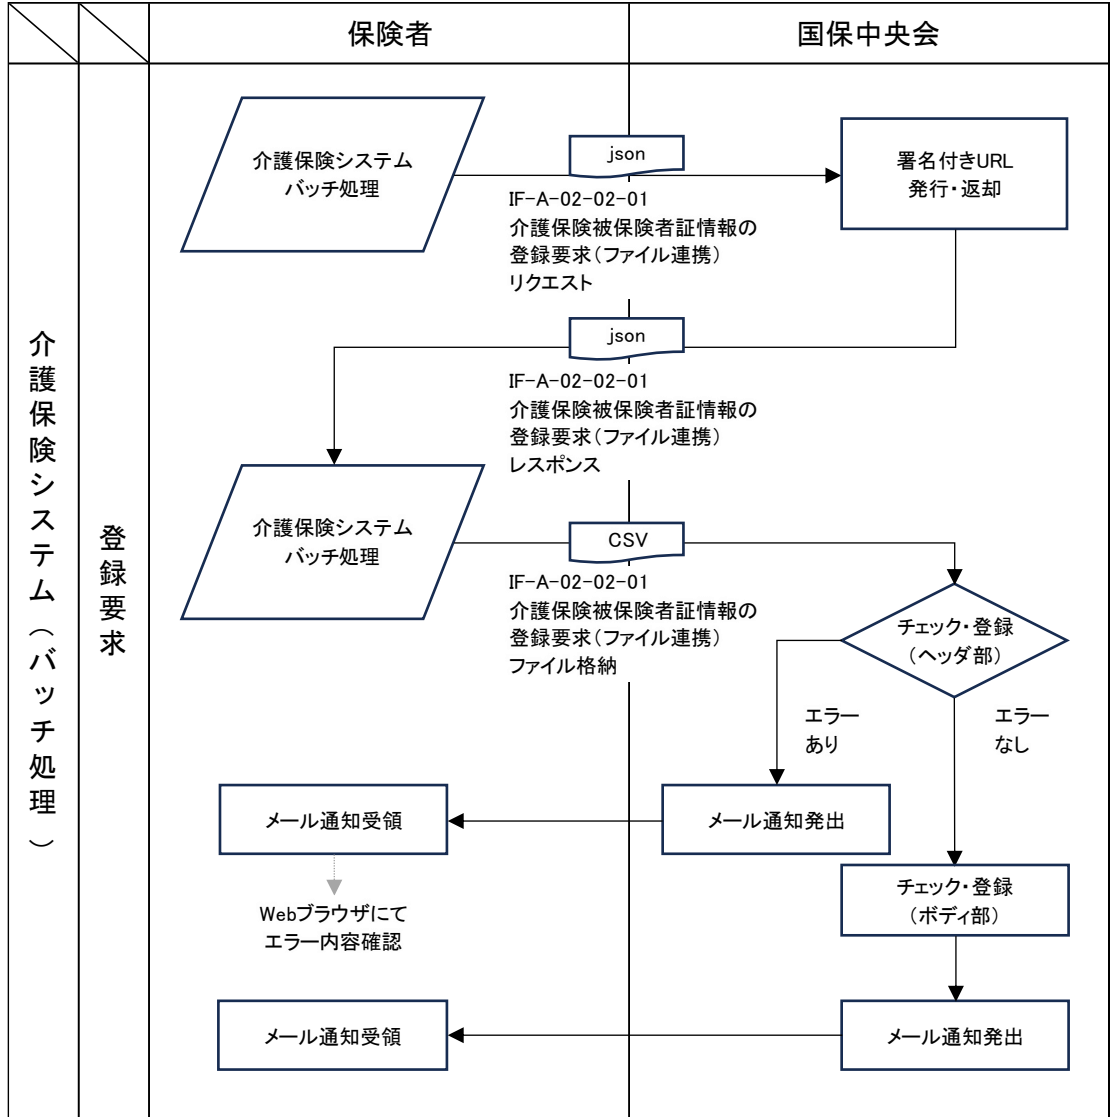 保険者
国保中央会
介護保険システム（バッチ処理）
登録要求
介護保険システム
バッチ処理
json
署名付きURL
発行・返却
IF-A-02-02-01
介護保険被保険者証情報の
登録要求（ファイル連携）
リクエスト
json
IF-A-02-02-01
介護保険被保険者証情報の
登録要求（ファイル連携）
レスポンス
介護保険システム
バッチ処理
CSV
IF-A-02-02-01
介護保険被保険者証情報の
登録要求（ファイル連携）
ファイル格納
チェック・登録
（ヘッダ部）
エラー
あり
エラー
なし
メール通知受領
メール通知発出
Webブラウザにて
エラー内容確認
チェック・登録
（ボディ部）
メール通知受領
メール通知発出